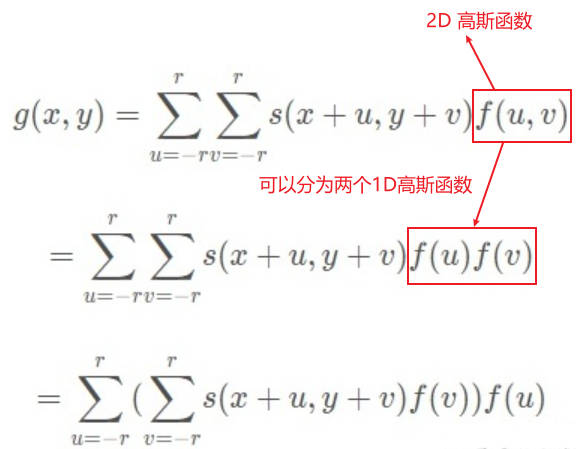 2D 高斯函数
g(x, y) = \sum_{u=-r}^{r} \sum_{v=-r}^{r} s(x + u, y + v) f(u, v)
可以分为两个1D高斯函数
= \sum_{u=-r}^{r} \sum_{v=-r}^{r} s(x + u, y + v) f(u) f(v)
= \sum_{u=-r}^{r} ( \sum_{v=-r}^{r} s(x + u, y + v) f(v)) f(u)